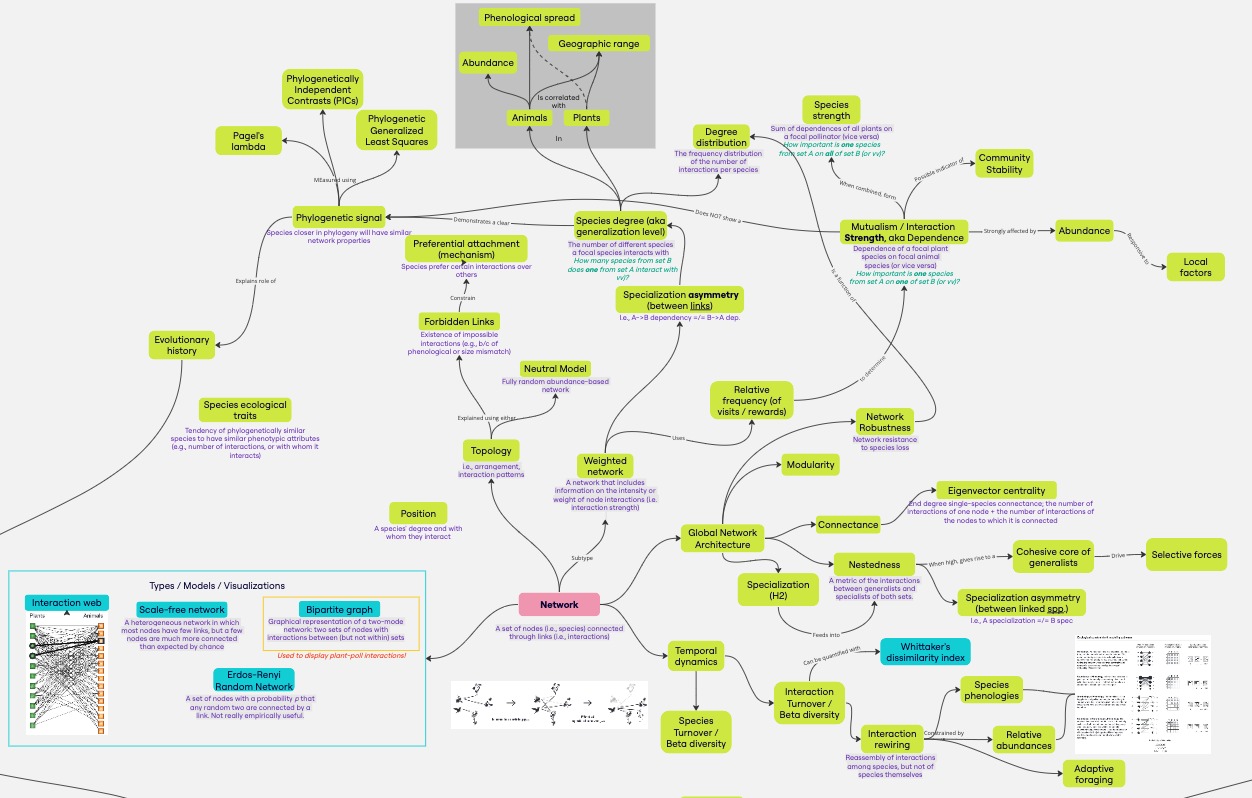 Phenological spread
Geographic range
Abundance
Is correlated
with
Animals
Plants
In
Phylogenetically
Independent
Contrasts (PICs)
Phylogenetic
Generalized
Least Squares
Pagel's
lambda
MEasured using
Phylogenetic signal
Species closer in phylogeny will have similar
network properties
Demonstrates a clear
Species degree (aka
generalization level)
The number of different species
a focal species interacts with
How many species from set B
does one from set A interact with
vv)?
Degree
distribution
The frequency distribution
of the number of
interactions per species
Species
strength
Sum of dependences of all plants on
a focal pollinator (vice versa)
How important is one species
from set A on all of set B (or vv)?
When combined, form
Possible indicator of
Community
Stability
Does NOT show a
Mutualism / Interaction
Strength, aka Dependence
Dependence of a focal plant
species on focal animal
species (or vice versa)
How important is one species
from set A on one of set B (or vv)?
Strongly affected by
Abundance
Responsive to
Local
factors
Preferential attachment
(mechanism)
Species prefer certain interactions over
others
Constrain
Forbidden Links
Existence of impossible
interactions (e.g., b/c of
phenological or size mismatch)
Specialization asymmetry
(between links)
I.e., A->B dependency =/= B->A dep.
Is a function of
Explains role of
Evolutionary
history
Neutral Model
Fully random abundance-based
network
Explained using either
Species ecological
traits
Tendency of phylogenetically similar
species to have similar phenotypic attributes
(e.g., number of interactions, or with whom it
interacts)
Relative
frequency (of
visits / rewards)
to determine
Uses
Network
Robustness
Network resistance
to species loss
Topology
i.e., arrangement,
interaction patterns
Weighted
network
A network that includes
information on the intensity or
weight of node interactions (i.e.
interaction strength)
Modularity
Eigenvector centrality
End degree single-species connectance; the number of
interactions of one node + the number of interactions of
the nodes to which it is connected
Position
A species' degree and with
whom they interact
Subtype
Global Network
Architecture
Connectance
Nestedness
A metric of the interactions
between generalists and
specialists of both sets.
When high, gives rise to a
Cohesive core of
generalists
Drive
Selective forces
Specialization
(H2)
Feeds into
Specialization asymmetry
(between linked spp.)
I.e., A specialization =/= B spec
Types / Models / Visualizations
Interaction web
Plants
Animals
Scale-free network
A heterogeneous network in which
most nodes have few links, but a few
nodes are much more connected
than expected by chance
Bipartite graph
Graphical representation of a two-mode
network: two sets of nodes with
interactions between (but not within) sets
Used to display plant-poll interactions!
Erdos-Renyi
Random Network
A set of nodes with a probability p that
any random two are connected by a
link. Not really empirically useful.
Network
A set of nodes (i.e., species) connected
through links (i.e., interactions)
Temporal
dynamics
Can be quantified with
Whittaker's
dissimilarity index
Species
Turnover /
Beta diversity
Interaction
Turnover /
Beta diversity
Interaction
rewiring
Reassembly of interactions
among species, but not of
species themselves
Constrained by
Species
phenologies
Relative
abundances
Adaptive
foraging